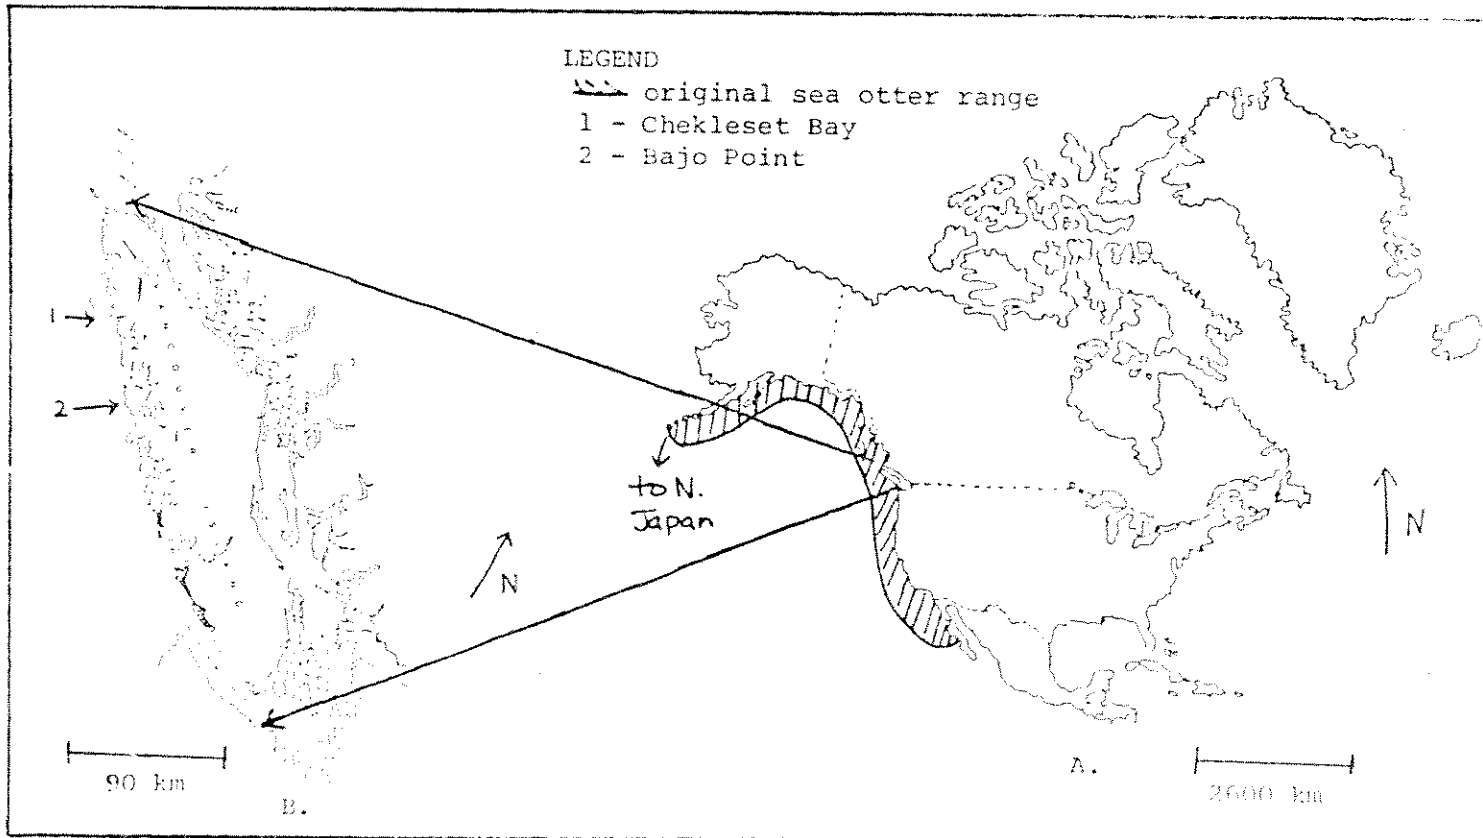 LEGEND
original sea otter range
1 - Chekleset Bay
2 - Bajo Point
1
2
to N.
Japan
N
N
90 km
B.
A.
2600 km